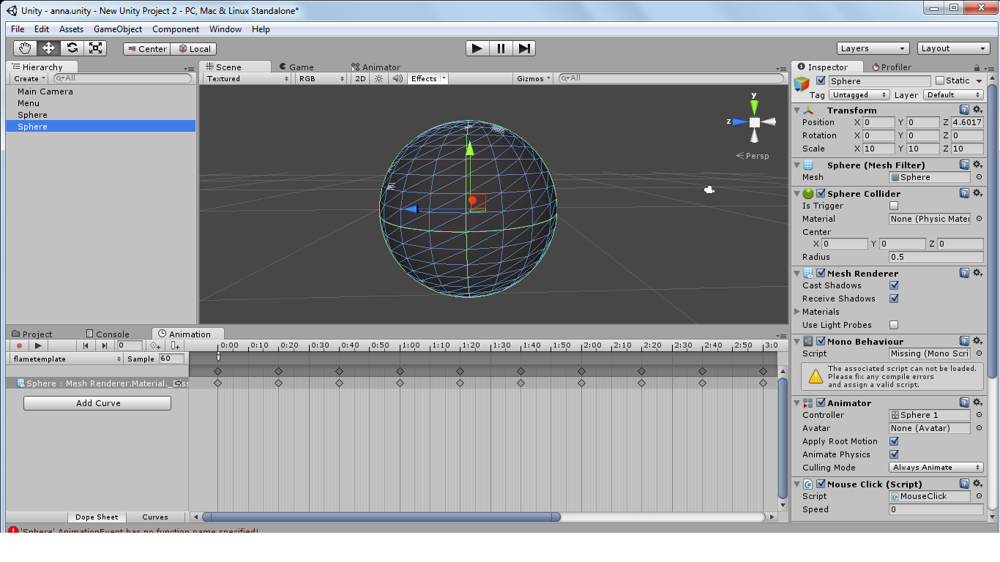 Unity - anna.unity - New Unity Project 2 - PC, Mac & Linux Standalone*
File Edit Assets GameObject Component Window Help
Center Local
Layers Layout
Hierarchy
Create All
Main Camera
Menu
Sphere
Sphere
Scene Game Animator
Textured RGB 2D Effects Gizmos All
y
z
Persp
Inspector Profiler
Sphere Static
Tag Untagged Layer Default
Transform
Position X 0 Y 0 Z 4.6017
Rotation X 0 Y 0 Z 0
Scale X 10 Y 10 Z 10
Sphere (Mesh Filter)
Mesh Sphere
Sphere Collider
Is Trigger
Material None (Physic Mater
Center
X 0 Y 0 Z 0
Radius 0.5
Mesh Renderer
Cast Shadows
Receive Shadows
Materials
Use Light Probes
Mono Behaviour
Script Missing (Mono Scri
The associated script can not be loaded.
Please fix any compile errors
and assign a valid script.
Animator
Controller Sphere 1
Avatar None (Avatar)
Apply Root Motion
Animate Physics
Culling Mode Always Animate
Mouse Click (Script)
Script MouseClick
Speed 0
Project Console Animation
0 0:00 0:10 0:20 0:30 0:40 0:50 1:00 1:10 1:20 1:30 1:40 1:50 2:00 2:10 2:20 2:30 2:40 2:50 3:0
flametemplate Sample 60
Sphere : Mesh Renderer.Material.
Add Curve
Dope Sheet Curves
'Sphere' AnimationEvent has no function name specified!